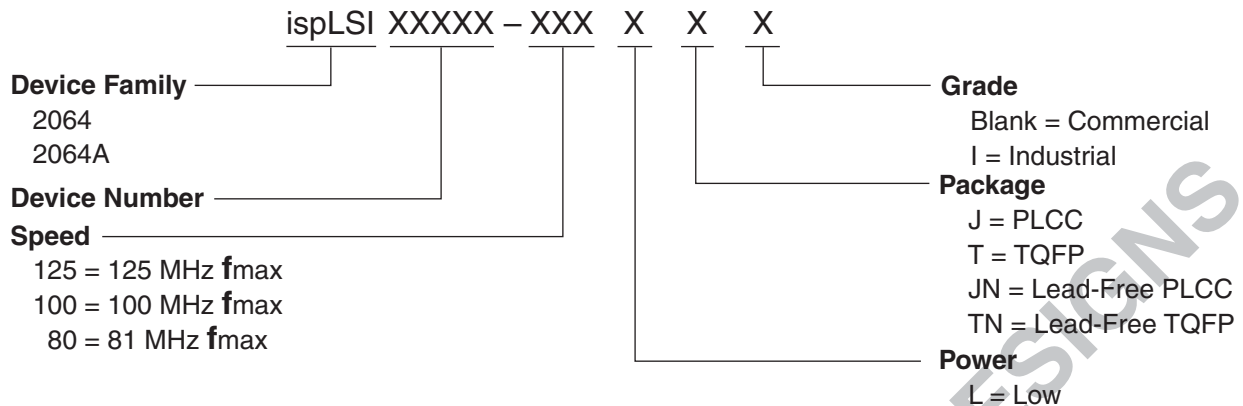 ispLSI XXXXX – XXX X X X
Device Family
2064
2064A
Device Number
Speed
125 = 125 MHz fmax
100 = 100 MHz fmax
80 = 81 MHz fmax
Grade
Blank = Commercial
I = Industrial
Package
J = PLCC
T = TQFP
JN = Lead-Free PLCC
TN = Lead-Free TQFP
Power
L = Low
ESIGNS